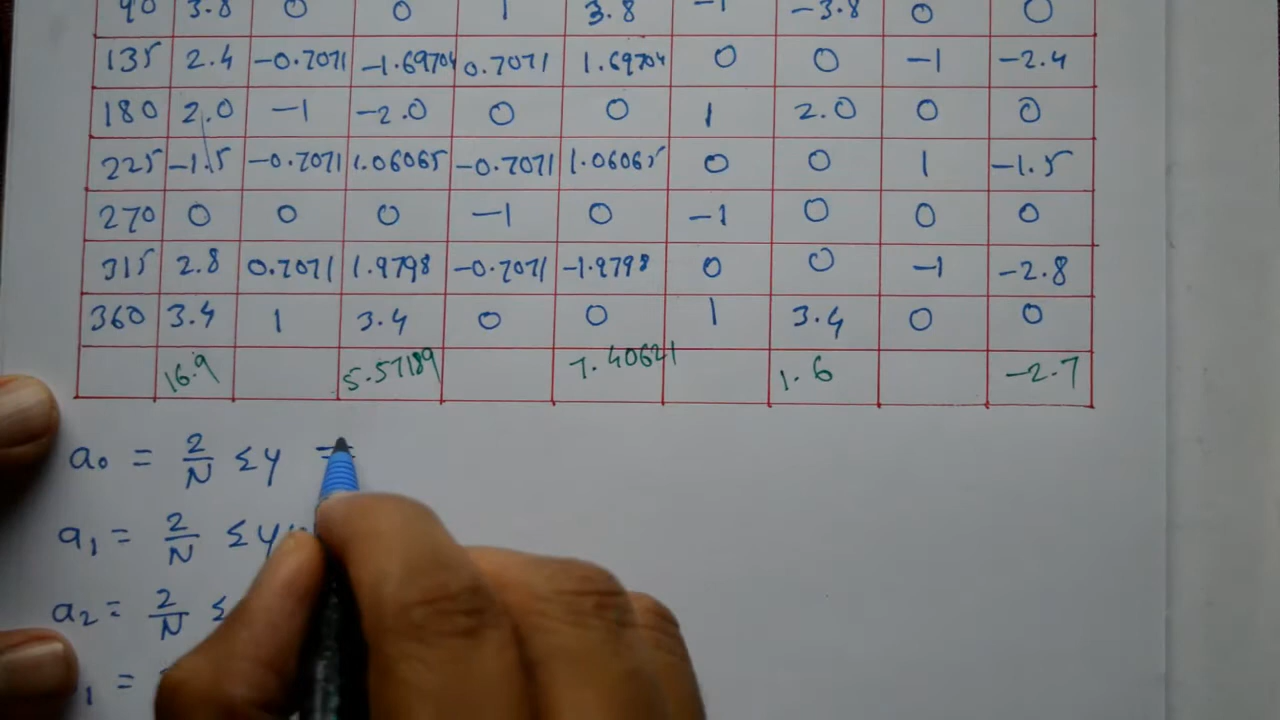 90 3.8 0 0 1 3.8 -1 -3.8 0 0
135 2.4 -0.7071 -1.69704 0.7071 1.69704 0 0 -1 -2.4
180 2.0 -1 -2.0 0 0 1 2.0 0 0
225 -1.5 -0.7071 1.06065 -0.7071 1.06065 0 0 1 -1.5
270 0 0 0 -1 0 -1 0 0 0
315 2.8 0.7071 1.9798 -0.7071 -1.9798 0 0 -1 -2.8
360 3.4 1 3.4 0 0 1 3.4 0 0
16.9 5.57189 7.40621 1.6 -2.7
a₀ = 2/N Σy =
a₁ = 2/N Σy
a₂ = 2/N Σ
₁ =